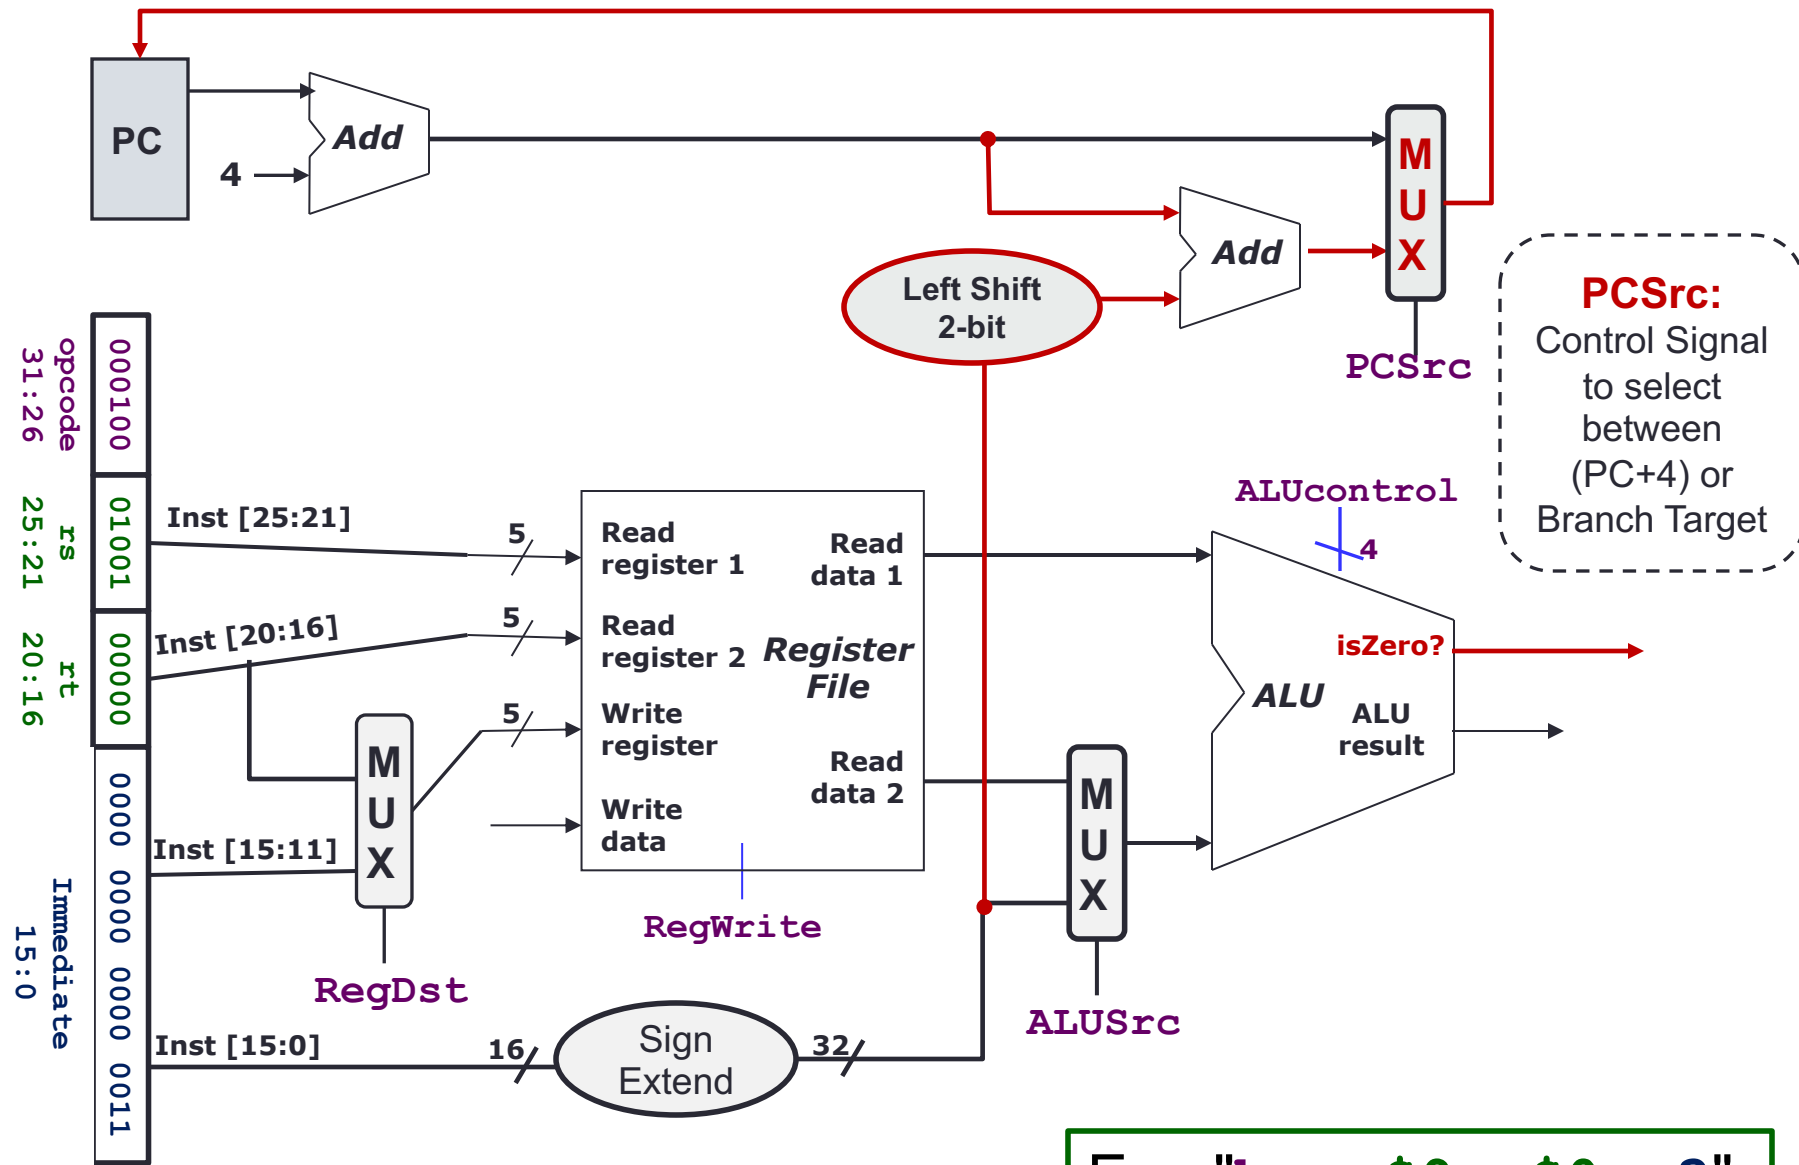 PC
Add
4
M
U
X
Add
Left Shift
2-bit
PCSrc
PCSrc:
Control Signal
to select
between
(PC+4) or
Branch Target
opcode
31:26
000100
rs
25:21
01001
rt
20:16
00000
Immediate
15:0
0000 0000 0000 0011
Inst [25:21]
5
Inst [20:16]
5
5
Inst [15:11]
M
U
X
RegDst
Inst [15:0]
16
Sign
Extend
32
Read
register 1
Read
register 2
Write
register
Write
data
Read
data 1
Register
File
Read
data 2
RegWrite
M
U
X
ALUSrc
ALUcontrol
4
isZero?
ALU
ALU
result